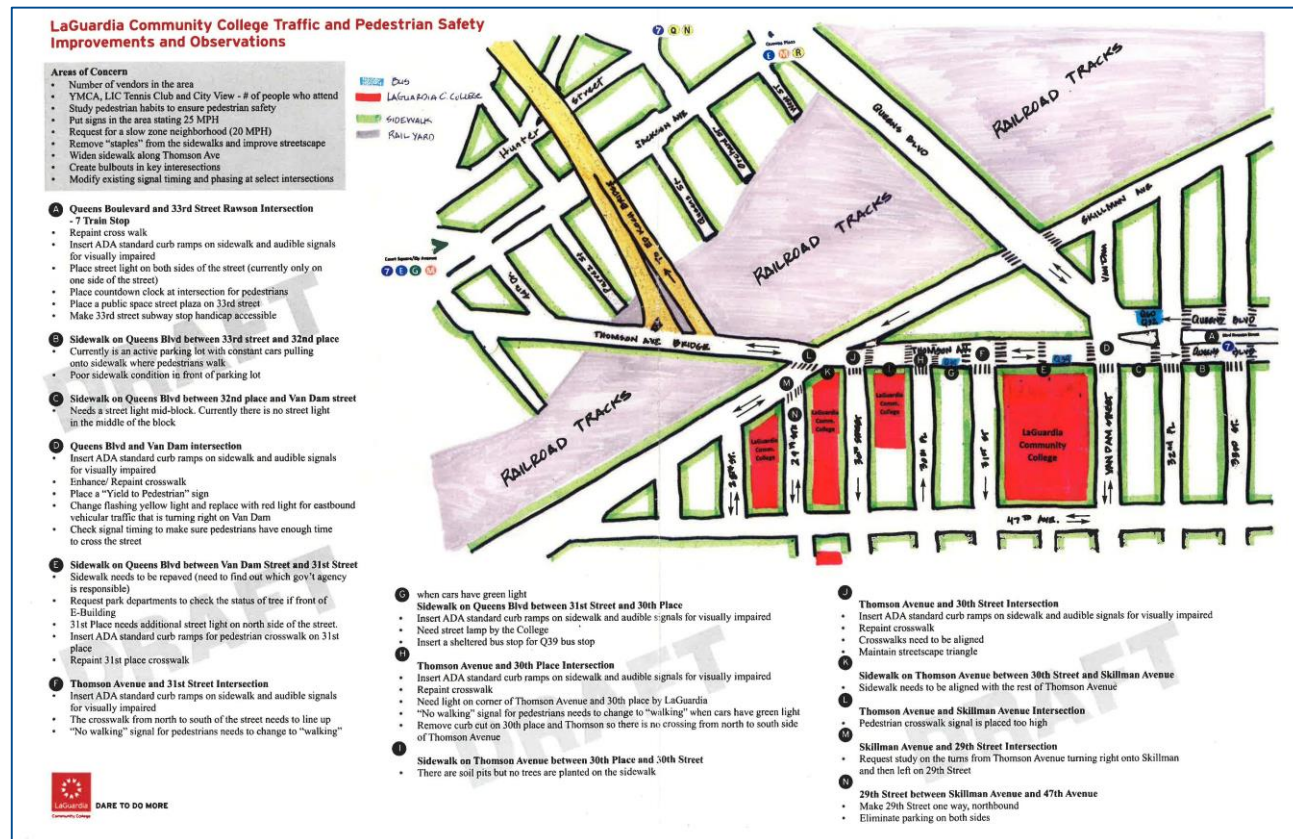 LaGuardia Community College Traffic and Pedestrian Safety
Improvements and Observations
Areas of Concern
• Number of vendors in the area
• YMCA, LIC Tennis Club and City View - # of people who attend
• Study pedestrian habits to ensure pedestrian safety
• Put signs in the area stating 25 MPH
• Request for a slow zone neighborhood (20 MPH)
• Remove "staples" from the sidewalks and improve streetscape
• Widen sidewalk along Thomson Ave
• Create bulbouts in key interesections
• Modify existing signal timing and phasing at select intersections
A Queens Boulevard and 33rd Street Rawson Intersection
- 7 Train Stop
• Repaint cross walk
• Insert ADA standard curb ramps on sidewalk and audible signals
for visually impaired
• Place street light on both sides of the street (currently only on
one side of the street)
• Place countdown clock at intersection for pedestrians
• Place a public space street plaza on 33rd street
• Make 33rd street subway stop handicap accessible
B Sidewalk on Queens Blvd between 33rd street and 32nd place
• Currently is an active parking lot with constant cars pulling
onto sidewalk where pedestrians walk
• Poor sidewalk condition in front of parking lot
C Sidewalk on Queens Blvd between 32nd place and Van Dam street
• Needs a street light mid-block. Currently there is no street light
in the middle of the block
D Queens Blvd and Van Dam intersection
• Insert ADA standard curb ramps on sidewalk and audible signals
for visually impaired
• Enhance/ Repaint crosswalk
• Place a "Yield to Pedestrian" sign
• Change flashing yellow light and replace with red light for eastbound
vehicular traffic that is turning right on Van Dam
• Check signal timing to make sure pedestrians have enough time
to cross the street
E Sidewalk on Queens Blvd between Van Dam Street and 31st Street
• Sidewalk needs to be repaved (need to find out which gov't agency
is responsible)
• Request park departments to check the status of tree if front of
E-Building
• 31st Place needs additional street light on north side of the street.
• Insert ADA standard curb ramps for pedestrian crosswalk on 31st
place
• Repaint 31st place crosswalk
F Thomson Avenue and 31st Street Intersection
• Insert ADA standard curb ramps on sidewalk and audible signals
for visually impaired
• The crosswalk from north to south of the street needs to line up
• "No walking" signal for pedestrians needs to change to "walking"
G when cars have green light
Sidewalk on Queens Blvd between 31st Street and 30th Place
• Insert ADA standard curb ramps on sidewalk and audible signals for visually impaired
• Need street lamp by the College
• Insert a sheltered bus stop for Q39 bus stop
H
Thomson Avenue and 30th Place Intersection
• Insert ADA standard curb ramps on sidewalk and audible signals for visually impaired
• Repaint crosswalk
• Need light on corner of Thomson Avenue and 30th place by LaGuardia
• "No walking" signal for pedestrians needs to change to "walking" when cars have green light
• Remove curb cut on 30th place and Thomson so there is no crossing from north to south side
of Thomson Avenue
I
Sidewalk on Thomson Avenue between 30th Place and 30th Street
• There are soil pits but no trees are planted on the sidewalk
J
Thomson Avenue and 30th Street Intersection
• Insert ADA standard curb ramps on sidewalk and audible signals for visually impaired
• Repaint crosswalk
• Crosswalks need to be aligned
• Maintain streetscape triangle
K
Sidewalk on Thomson Avenue between 30th Street and Skillman Avenue
• Sidewalk needs to be aligned with the rest of Thomson Avenue
L
Thomson Avenue and Skillman Avenue Intersection
• Pedestrian crosswalk signal is placed too high
M
Skillman Avenue and 29th Street Intersection
• Request study on the turns from Thomson Avenue turning right onto Skillman
and then left on 29th Street
N
29th Street between Skillman Avenue and 47th Avenue
• Make 29th Street one way, northbound
• Eliminate parking on both sides
DRAFT
DRAFT
DRAFT
DRAFT
BUS
LAGUARDIA C. COLLEGE
SIDEWALK
RAIL YARD
7 Q N
Queens Plaza
E M R
Hunter Street
JACKSON AVE
Orchard St
Queens St
Purves St
44th Dr.
7 E G M
QUEENS BLVD
RAILROAD TRACKS
RAILROAD TRACKS
RAILROAD TRACKS
RAILROAD TRACKS
SKILLMAN AVE
VAN DAM
THOMSON AVE BRIDGE
THOMSON AVE
Q60
QUEENS BLVD
A
7
QUEENS BLVD
L
J
H
F
D
M
K
I
G
Q39
E
C
B
N
LaGuardia
Comm.
College
LaGuardia
Comm.
College
LaGuardia
Comm.
College
LaGuardia
Community
College
28th ST.
29th ST
30th STREET
30th PL
31st ST.
VAN DAM STREET
32ND PL
33RD ST.
47TH AVE.
LaGuardia
Community College
DARE TO DO MORE